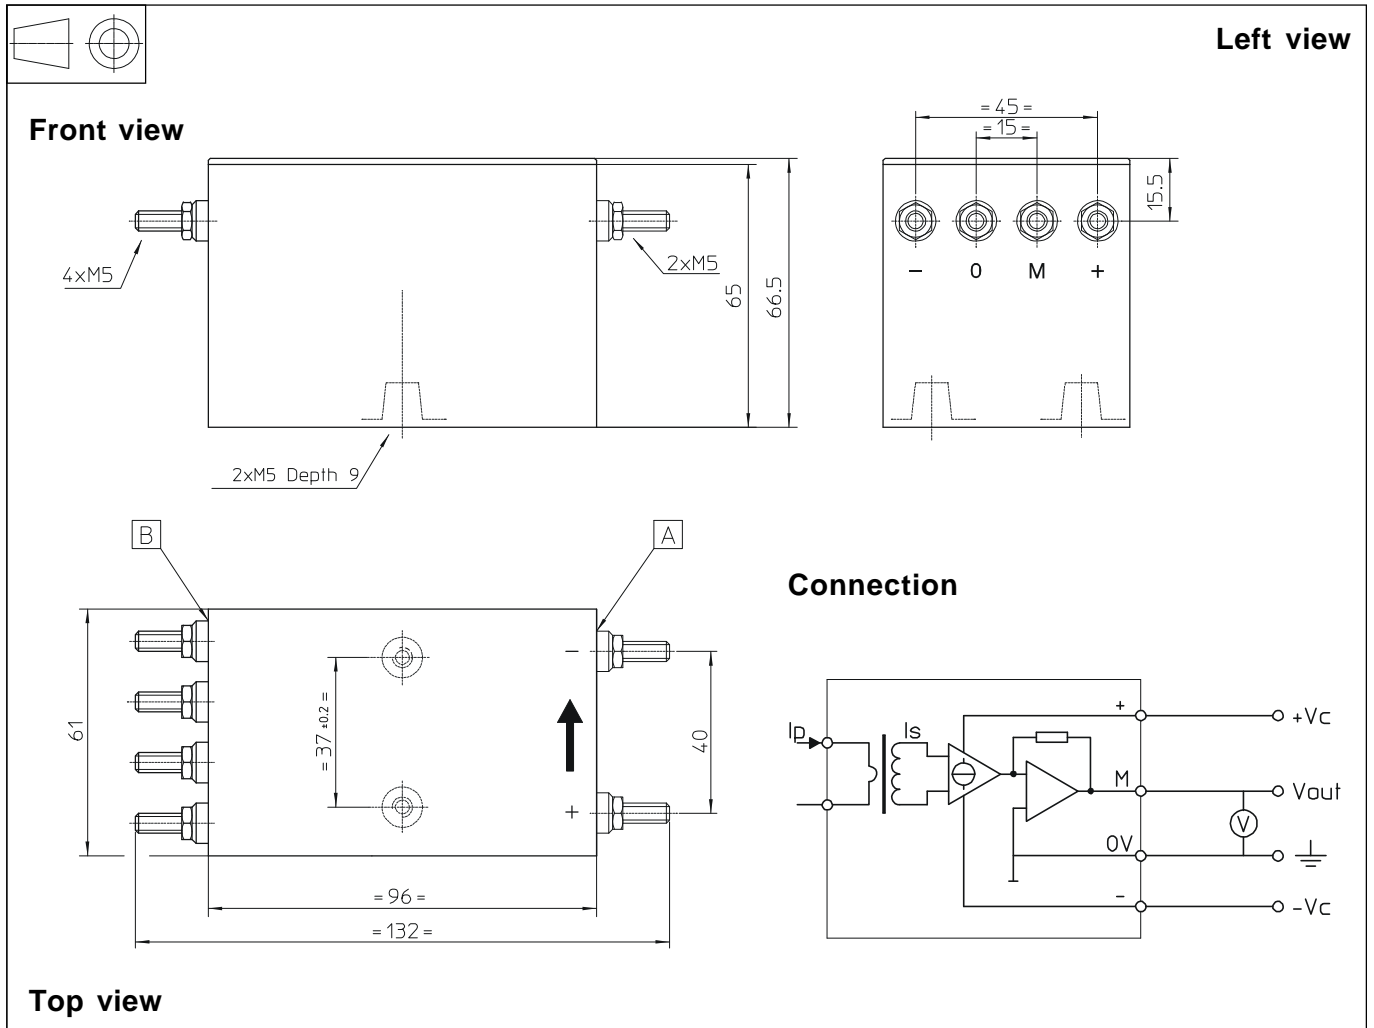 Left view
Front view
= 45 =
= 15 =
15.5
4xM5
2xM5
65
66.5
- 0 M +
2xM5 Depth 9
B
A
Connection
61
= 37 ±0.2 =
-
+
40
Ip
Is
+
+Vc
M
Vout
V
0V
-
-Vc
= 96 =
= 132 =
Top view